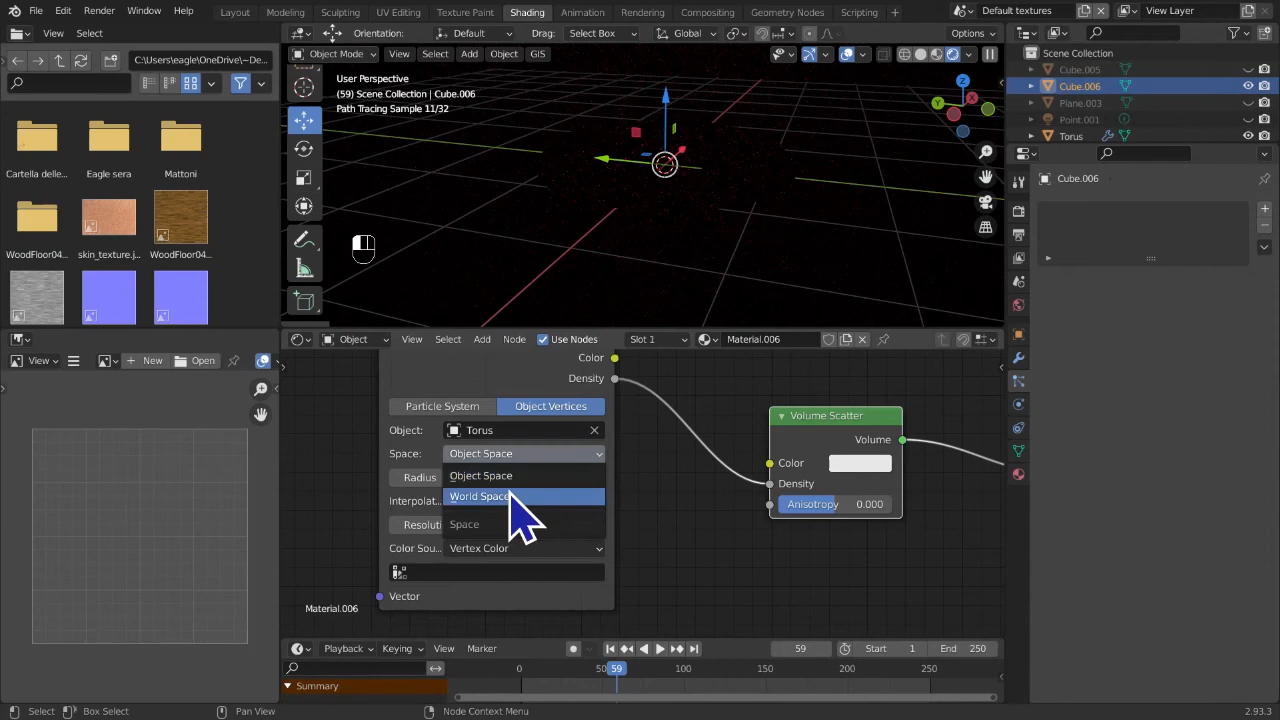 File Edit Render Window Help Layout Modeling Sculpting UV Editing Texture Paint Shading Animation Rendering Compositing Geometry Nodes Scripting + Default textures View Layer
View Select Orientation: Default Drag: Select Box Global Options Scene Collection
C:\Users\eagle\OneDrive\~De... Object Mode View Select Add Object GIS Cube.005
User Perspective
(59) Scene Collection | Cube.006
Path Tracing Sample 11/32
Cube.006
Plane.003
Point.001
Torus
Cube.006
Cartella delle... Eagle sera Mattoni
WoodFloor04... skin_texture.j... WoodFloor04...
Z
Y
X
View New Open
Object View Select Add Node Use Nodes Slot 1 Material.006
Color
Density
Particle System Object Vertices
Object: Torus
Space: Object Space
Radius Object Space
Interpolat.. World Space
Resoluti Space
Color Sou... Vertex Color
Vector
Material.006
Volume Scatter
Volume
Color
Density
Anisotropy 0.000
Playback Keying View Marker 59 Start 1 End 250
0 50 59 100 150 200 250
Summary
Select Box Select Pan View Node Context Menu 2.93.3